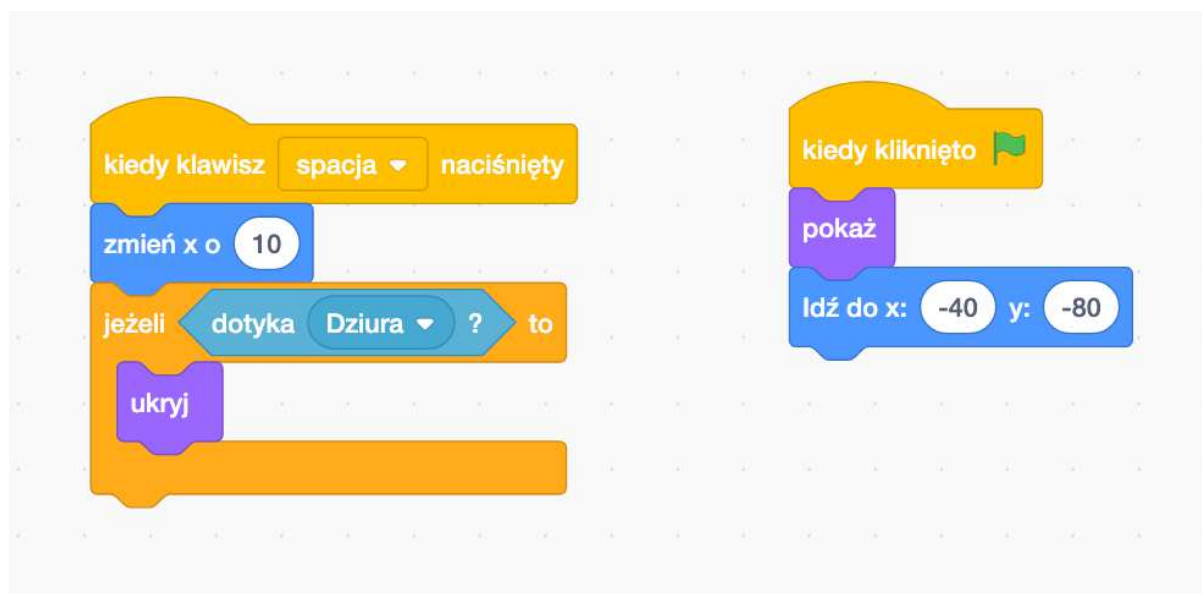 kiedy klawisz spacja naciśnięty
zmień x o 10
jeżeli dotyka Dziura ? to
ukryj
kiedy kliknięto
pokaż
Idź do x: -40 y: -80